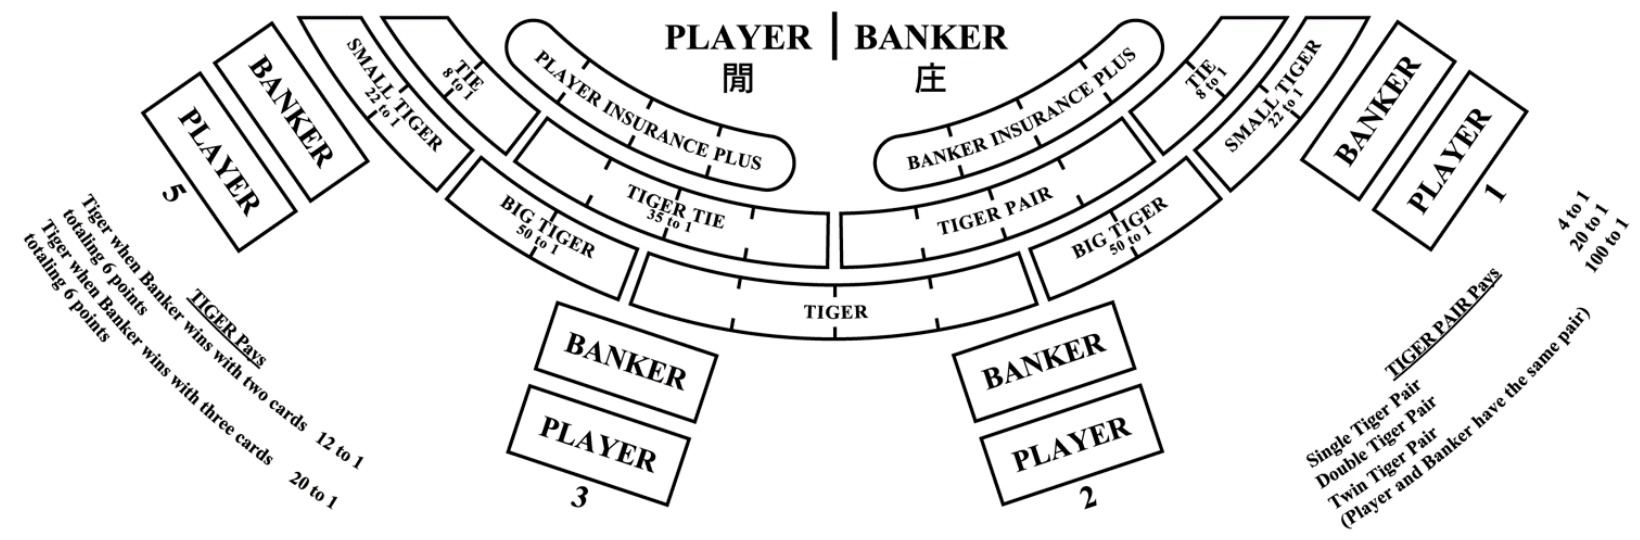 PLAYER | BANKER
閒 庄
PLAYER INSURANCE PLUS
BANKER INSURANCE PLUS
TIE
8 to 1
TIE
8 to 1
SMALL TIGER
22 to 1
SMALL TIGER
22 to 1
TIGER TIE
35 to 1
TIGER PAIR
BIG TIGER
50 to 1
BIG TIGER
50 to 1
TIGER
BANKER
PLAYER
5
BANKER
PLAYER
3
BANKER
PLAYER
2
BANKER
PLAYER
1
TIGER Pays
Tiger when Banker wins with two cards 12 to 1
totaling 6 points
Tiger when Banker wins with three cards 20 to 1
totaling 6 points
TIGER PAIR Pays
Single Tiger Pair 4 to 1
Double Tiger Pair 20 to 1
Twin Tiger Pair 100 to 1
(Player and Banker have the same pair)